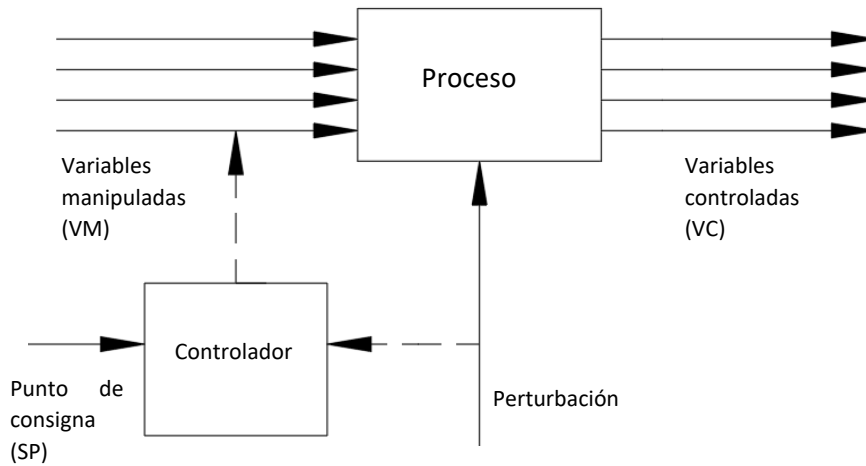 Proceso
Variables
manipuladas
(VM)
Variables
controladas
(VC)
Controlador
Punto de
consigna
(SP)
Perturbación